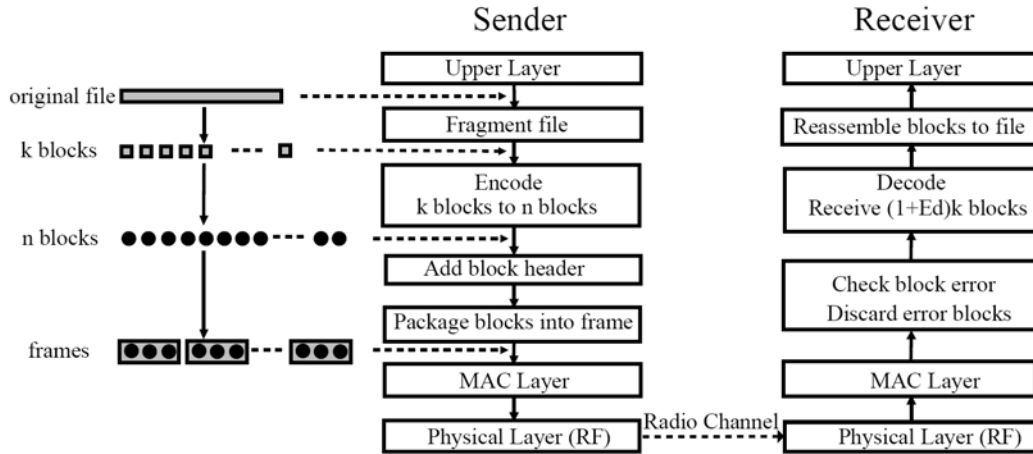 Sender
Receiver
Upper Layer
Upper Layer
original file
Fragment file
Reassemble blocks to file
k blocks
Encode
k blocks to n blocks
Decode
Receive (1+Ed)k blocks
n blocks
Add block header
Check block error
Discard error blocks
Package blocks into frame
frames
MAC Layer
MAC Layer
Physical Layer (RF)
Radio Channel
Physical Layer (RF)